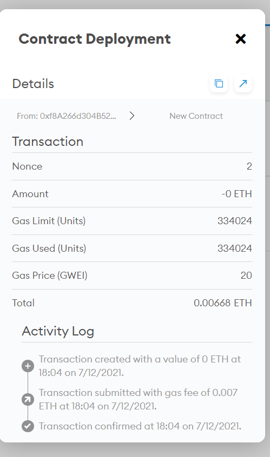 Contract Deployment
Details
From: 0xf8A266d304B52... New Contract
Transaction
Nonce 2
Amount -0 ETH
Gas Limit (Units) 334024
Gas Used (Units) 334024
Gas Price (GWEI) 20
Total 0.00668 ETH
Activity Log
Transaction created with a value of 0 ETH at
18:04 on 7/12/2021.
Transaction submitted with gas fee of 0.007
ETH at 18:04 on 7/12/2021.
Transaction confirmed at 18:04 on 7/12/2021.